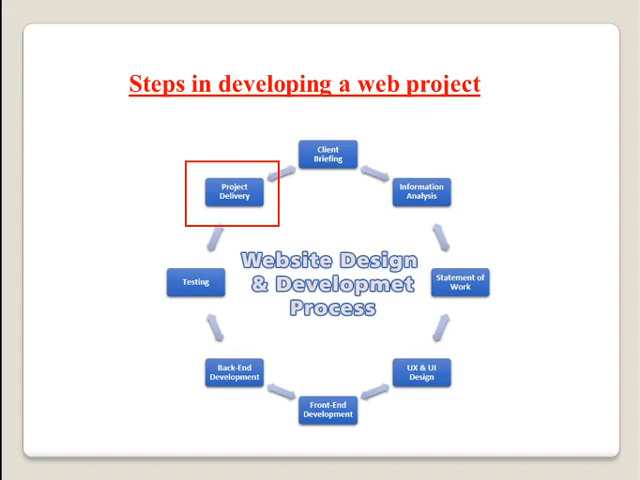 Steps in developing a web project
Client
Briefing
Project
Delivery
Information
Analysis
Website Design
& Developmet
Process
Testing
Statement of
Work
Back-End
Development
UX & UI
Design
Front-End
Development